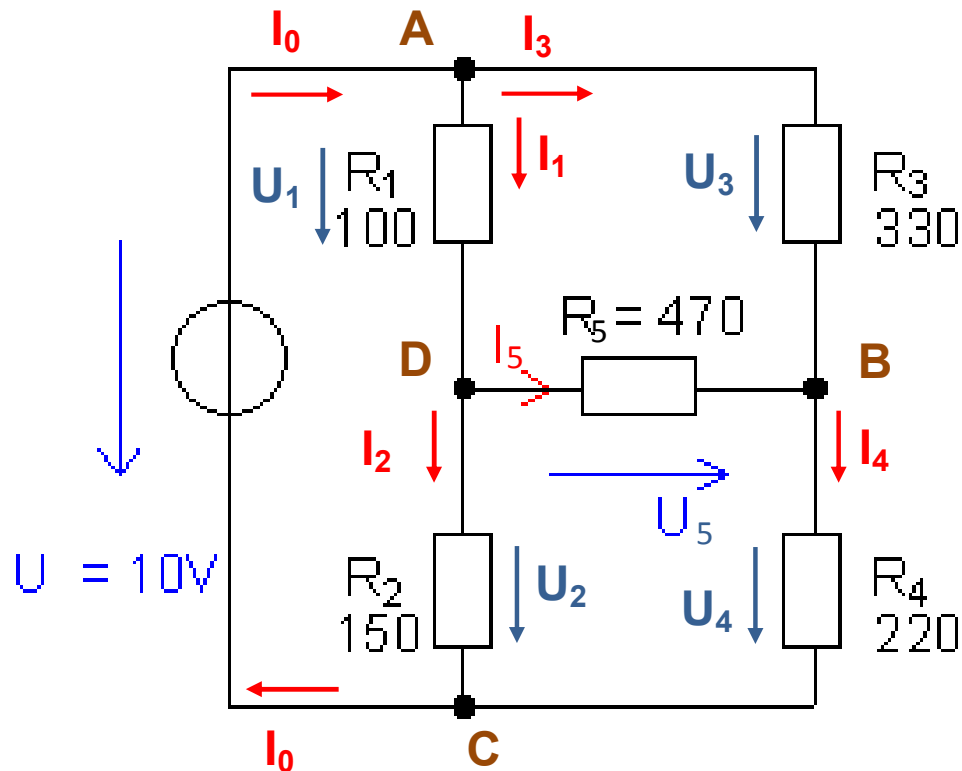 I₀
A
I₃
U₁
R₁
100
I₁
U₃
R₃
330
R₅ = 470
D
I₅
B
I₂
I₄
U₅
U = 10V
R₂
150
U₂
U₄
R₄
220
I₀
C